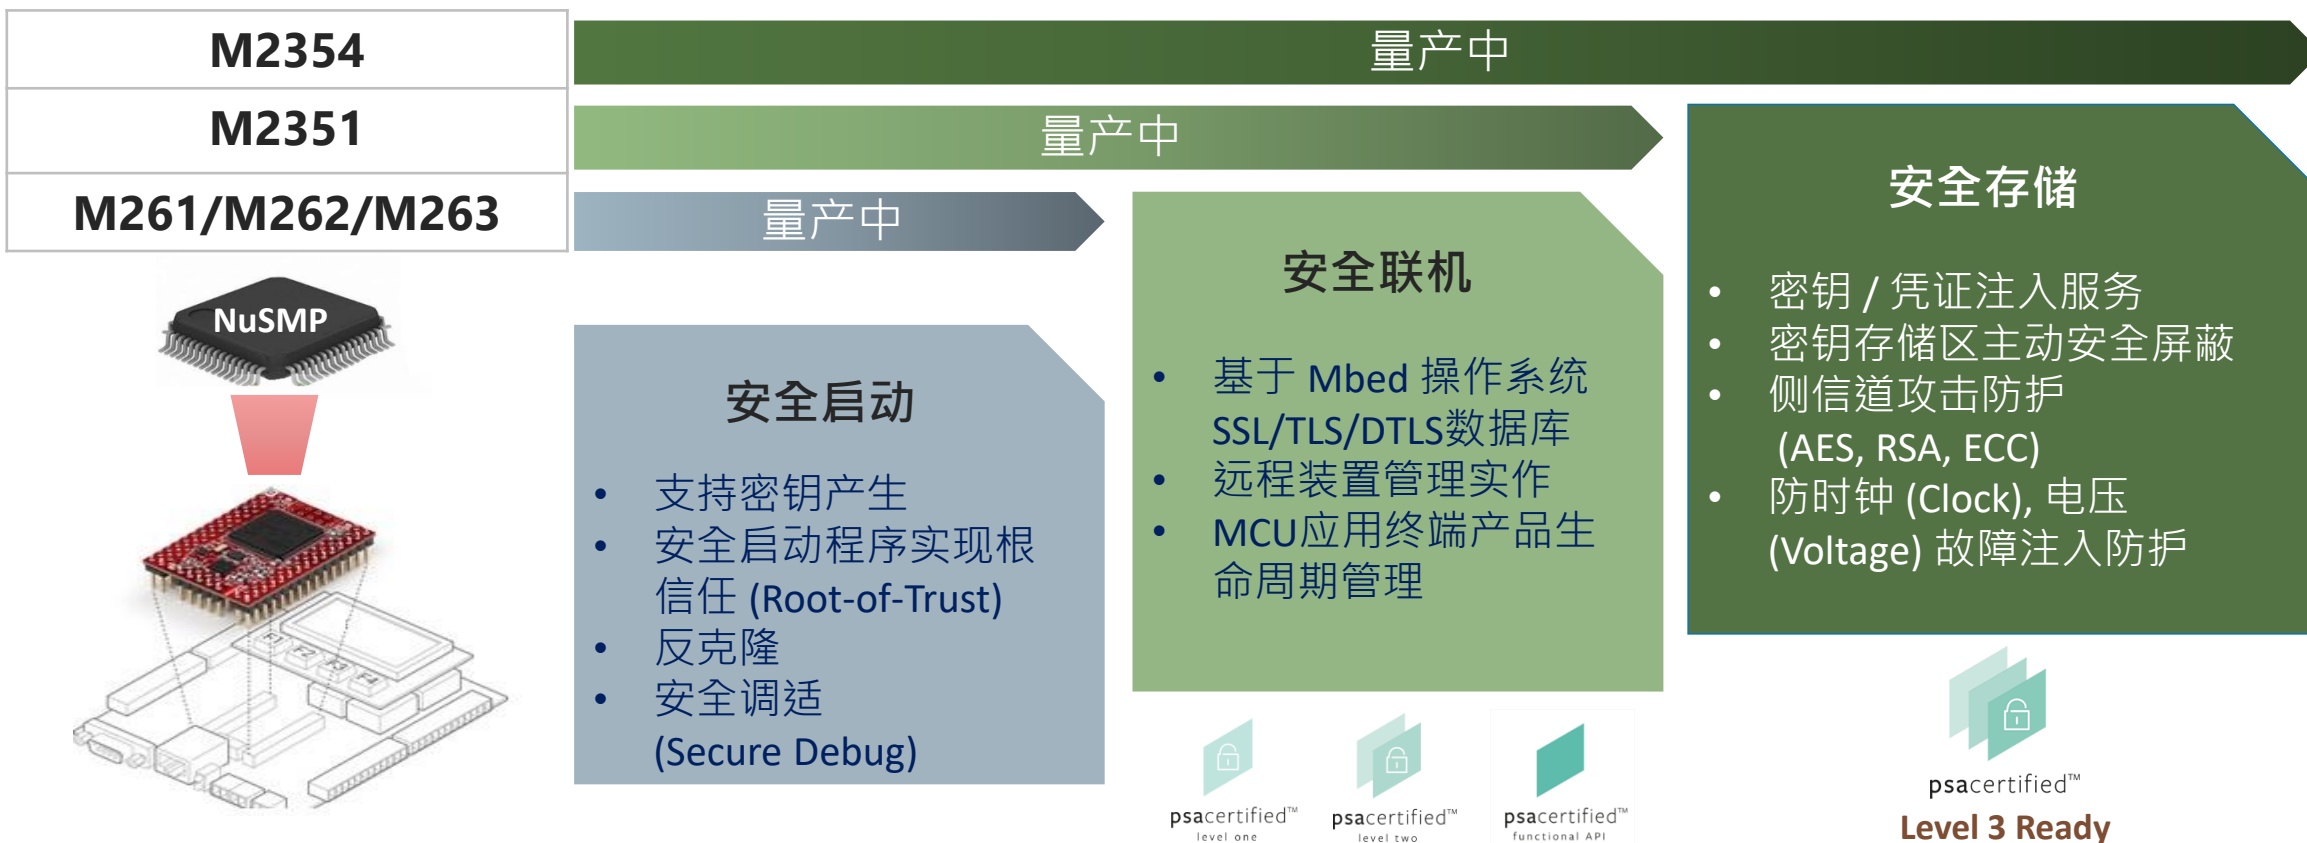 M2354
量产中
M2351
量产中
M261/M262/M263
量产中
NuSMP
F1
F2
F3
F4
安全启动
• 支持密钥产生
• 安全启动程序实现根
信任 (Root-of-Trust)
• 反克隆
• 安全调适
(Secure Debug)
安全联机
• 基于 Mbed 操作系统
SSL/TLS/DTLS数据库
• 远程装置管理实作
• MCU应用终端产品生
命周期管理
psacertified™
level one
psacertified™
level two
psacertified™
functional API
安全存储
• 密钥 / 凭证注入服务
• 密钥存储区主动安全屏蔽
• 侧信道攻击防护
(AES, RSA, ECC)
• 防时钟 (Clock), 电压
(Voltage) 故障注入防护
psacertified™
Level 3 Ready